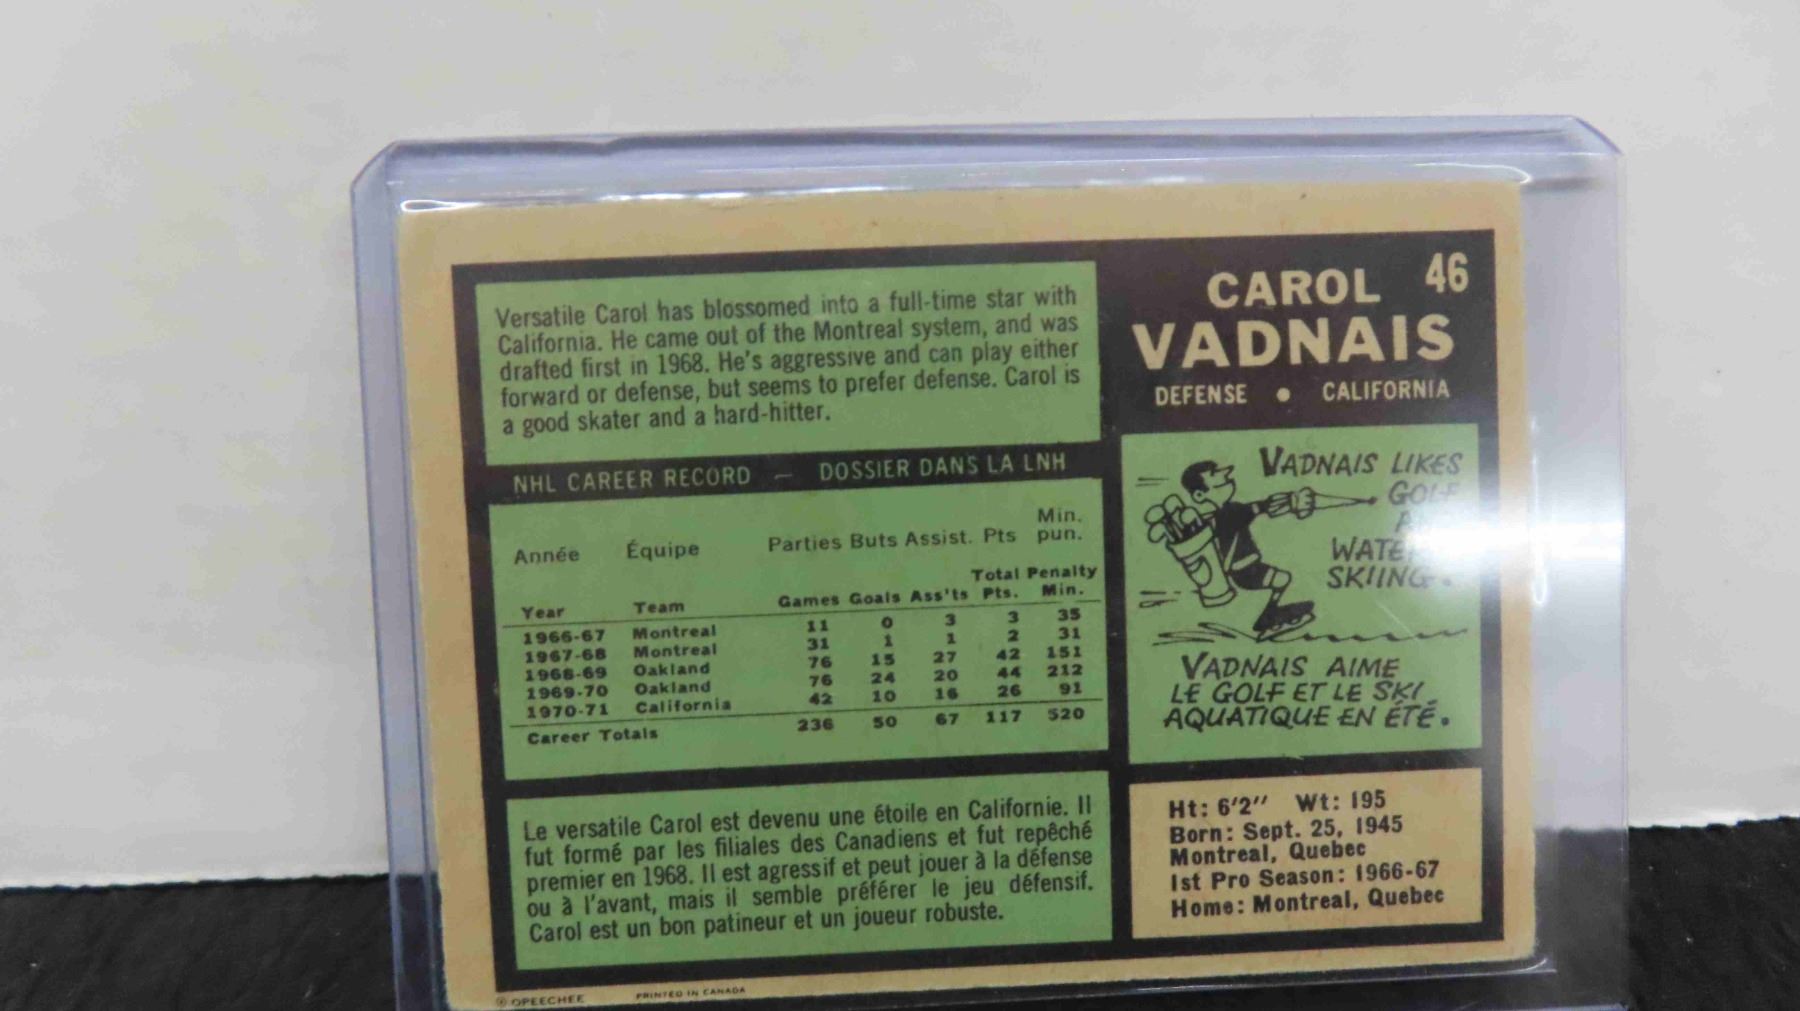 CAROL 46
VADNAIS
DEFENSE • CALIFORNIA
Versatile Carol has blossomed into a full-time star with
California. He came out of the Montreal system, and was
drafted first in 1968. He's aggressive and can play either
forward or defense, but seems to prefer defense. Carol is
a good skater and a hard-hitter.
NHL CAREER RECORD — DOSSIER DANS LA LNH
Année Équipe Parties Buts Assist. Pts Min. pun.
Year Team Games Goals Ass'ts Total Pts. Penalty Min.
1966-67 Montreal 11 0 3 3 35
1967-68 Montreal 31 1 1 2 31
1968-69 Oakland 76 15 27 42 151
1969-70 Oakland 76 24 20 44 212
1970-71 California 42 10 16 26 91
Career Totals 236 50 67 117 520
Le versatile Carol est devenu une étoile en Californie. Il
fut formé par les filiales des Canadiens et fut repêché
premier en 1968. Il est agressif et peut jouer à la défense
ou à l'avant, mais il semble préférer le jeu défensif.
Carol est un bon patineur et un joueur robuste.
VADNAIS LIKES
GOLF
WATER
SKIING.
VADNAIS AIME
LE GOLF ET LE SKI
AQUATIQUE EN ÉTÉ.
Ht: 6'2" Wt: 195
Born: Sept. 25, 1945
Montreal, Quebec
1st Pro Season: 1966-67
Home: Montreal, Quebec
© OPEECHEE PRINTED IN CANADA